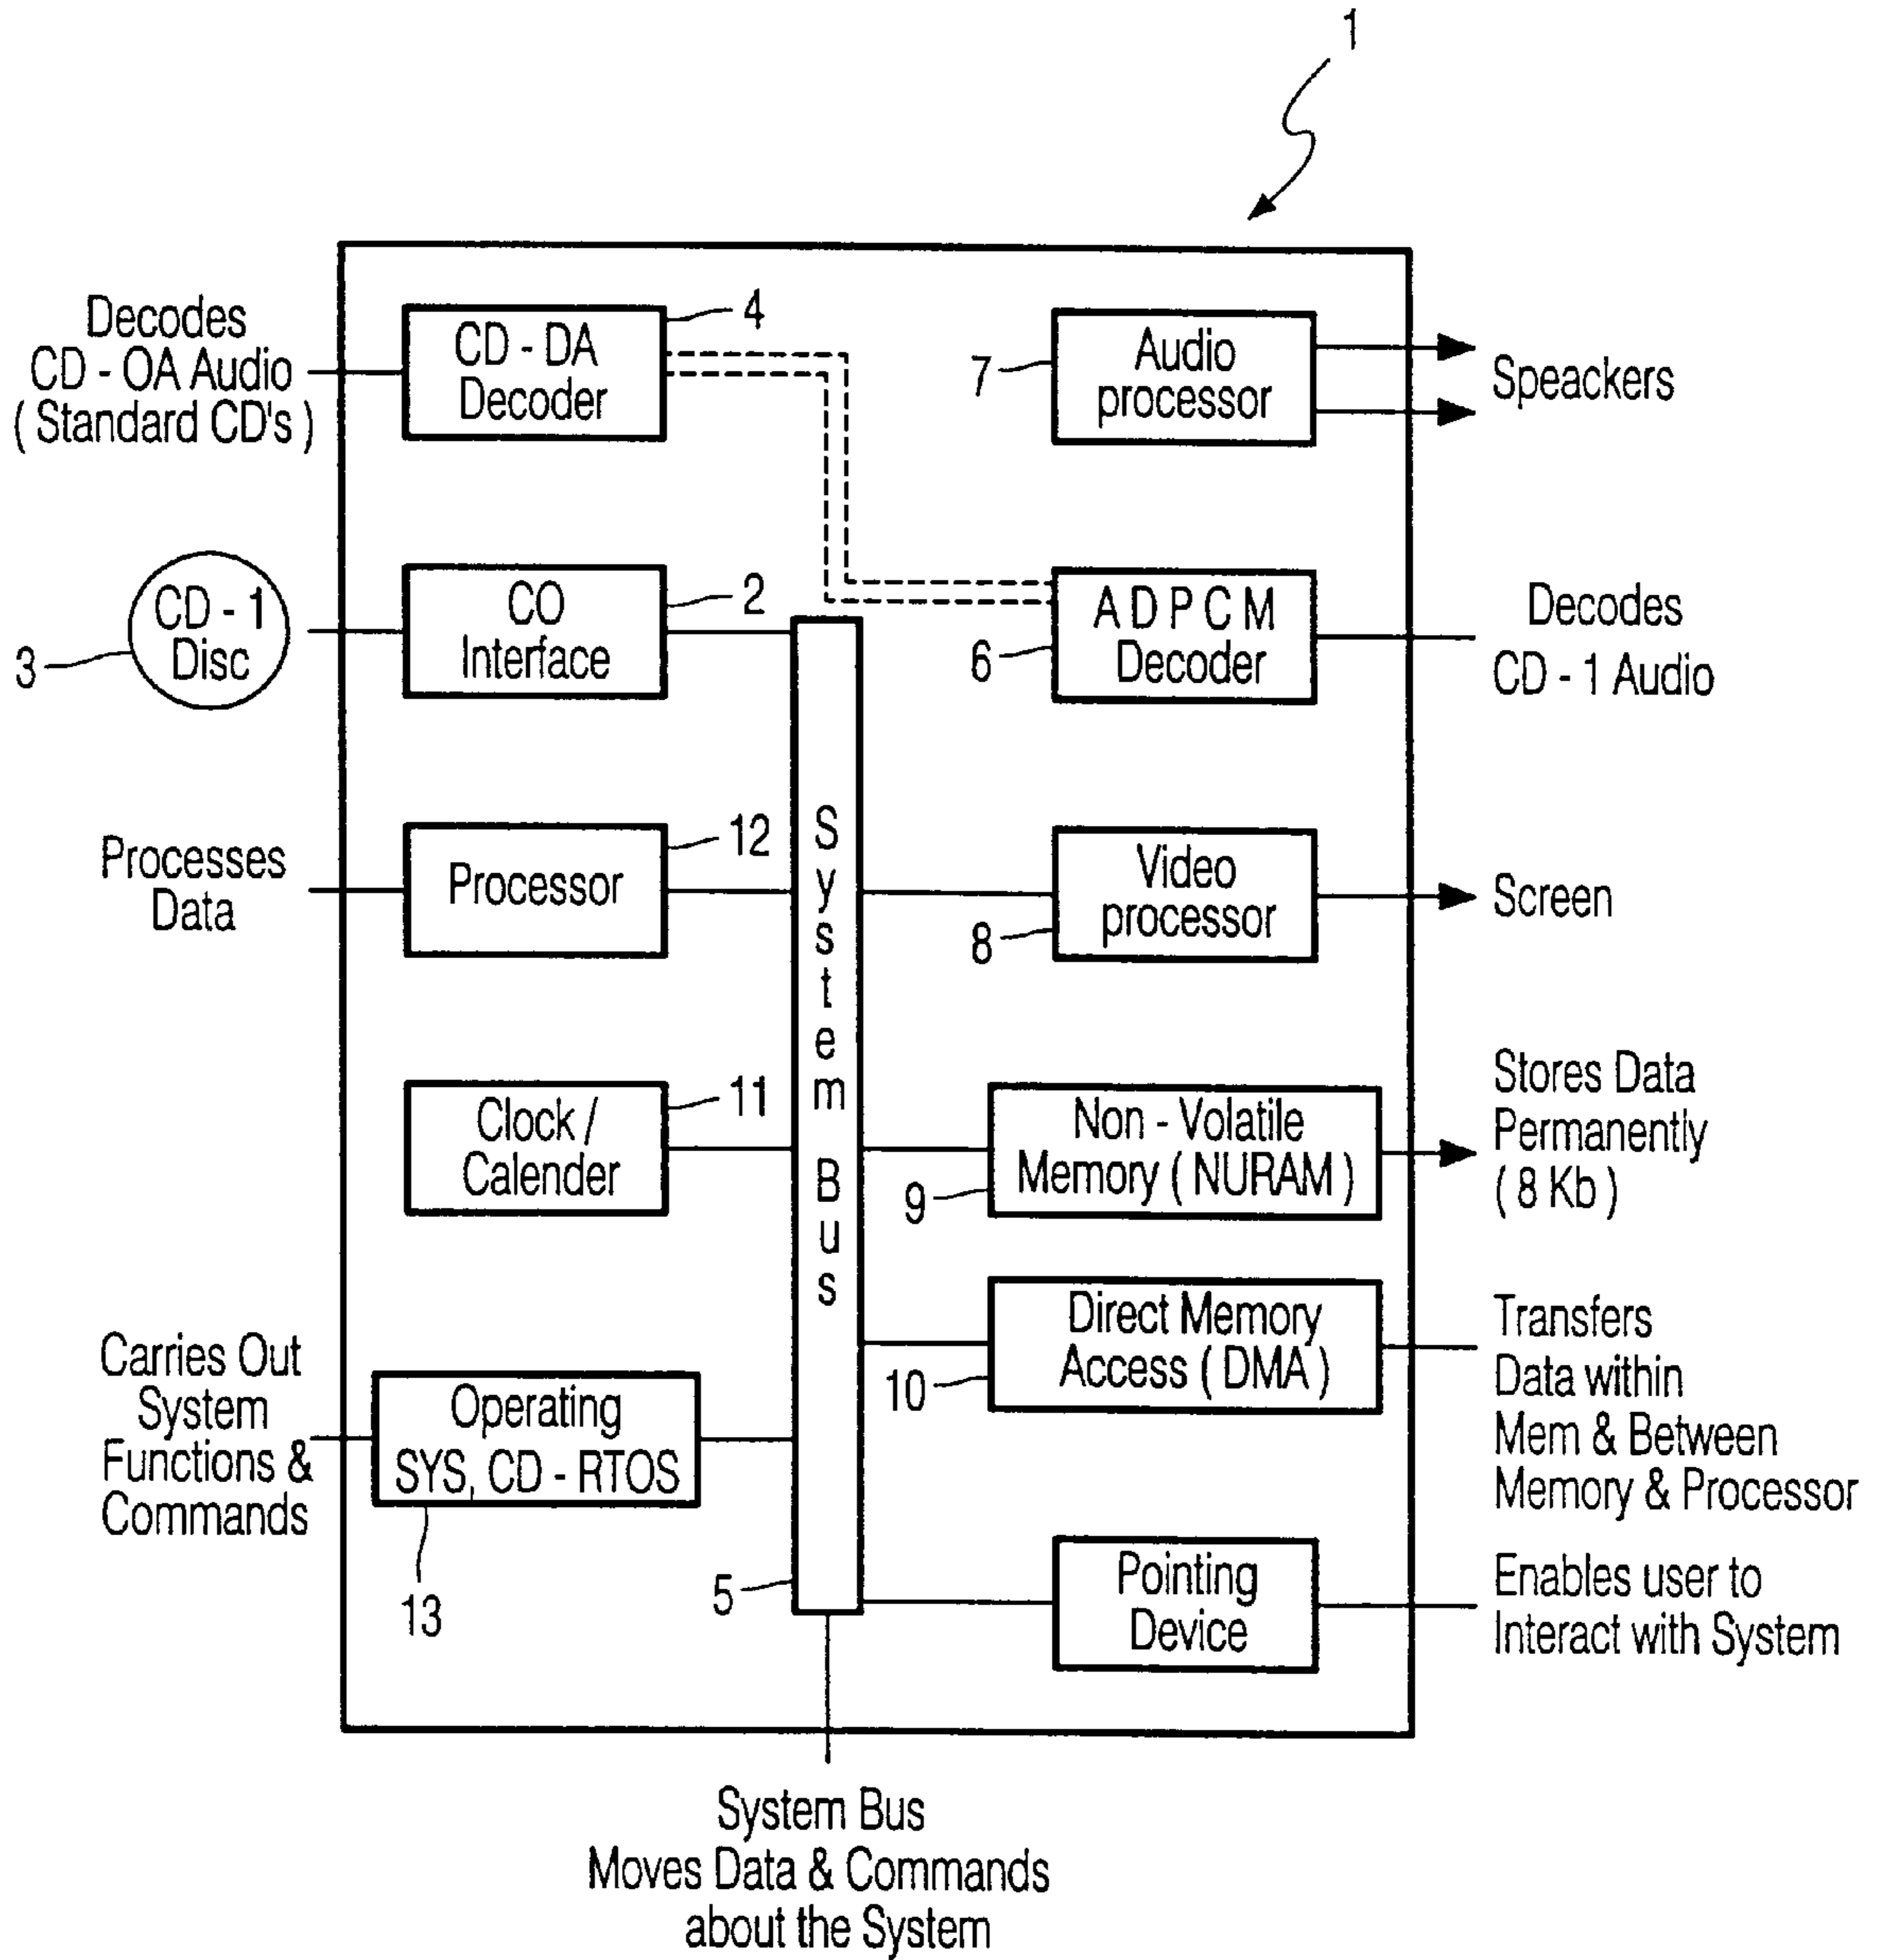 1
Decodes
CD - OA Audio
( Standard CD's )
CD - DA
Decoder
4
7
Audio
processor
Speackers
3
CD - 1
Disc
CO
Interface
2
6
A D P C M
Decoder
Decodes
CD - 1 Audio
Processes
Data
Processor
12
System Bus
8
Video
processor
Screen
Clock /
Calender
11
9
Non - Volatile
Memory ( NURAM )
Stores Data
Permanently
( 8 Kb )
10
Direct Memory
Access ( DMA )
Transfers
Data within
Mem & Between
Memory & Processor
Carries Out
System
Functions &
Commands
Operating
SYS, CD - RTOS
13
5
Pointing
Device
Enables user to
Interact with System
System Bus
Moves Data & Commands
about the System